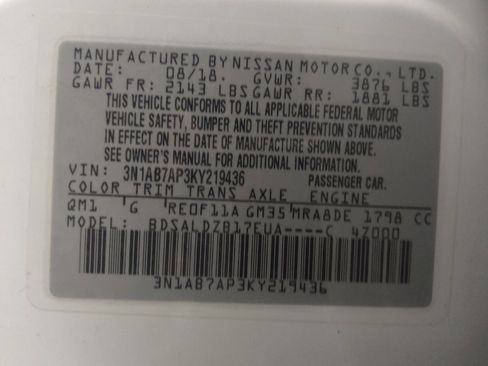 MANUFACTURED BY NISSAN MOTOR CO., LTD.
DATE: 08/18. GVWR: 3876 LBS
GAWR FR: 2143 LBS GAWR RR: 1881 LBS
THIS VEHICLE CONFORMS TO ALL APPLICABLE FEDERAL MOTOR
VEHICLE SAFETY, BUMPER AND THEFT PREVENTION STANDARDS
IN EFFECT ON THE DATE OF MANUFACTURE SHOWN ABOVE.
SEE OWNER'S MANUAL FOR ADDITIONAL INFORMATION.
VIN: 3N1AB7AP3KY219436 PASSENGER CAR.
COLOR TRIM TRANS AXLE ENGINE
QM1 G RE0F11A GM35 MRA8DE 1798 CC
MODEL: BDSALDZB17EUA----C 47000
3N1AB7AP3KY219436